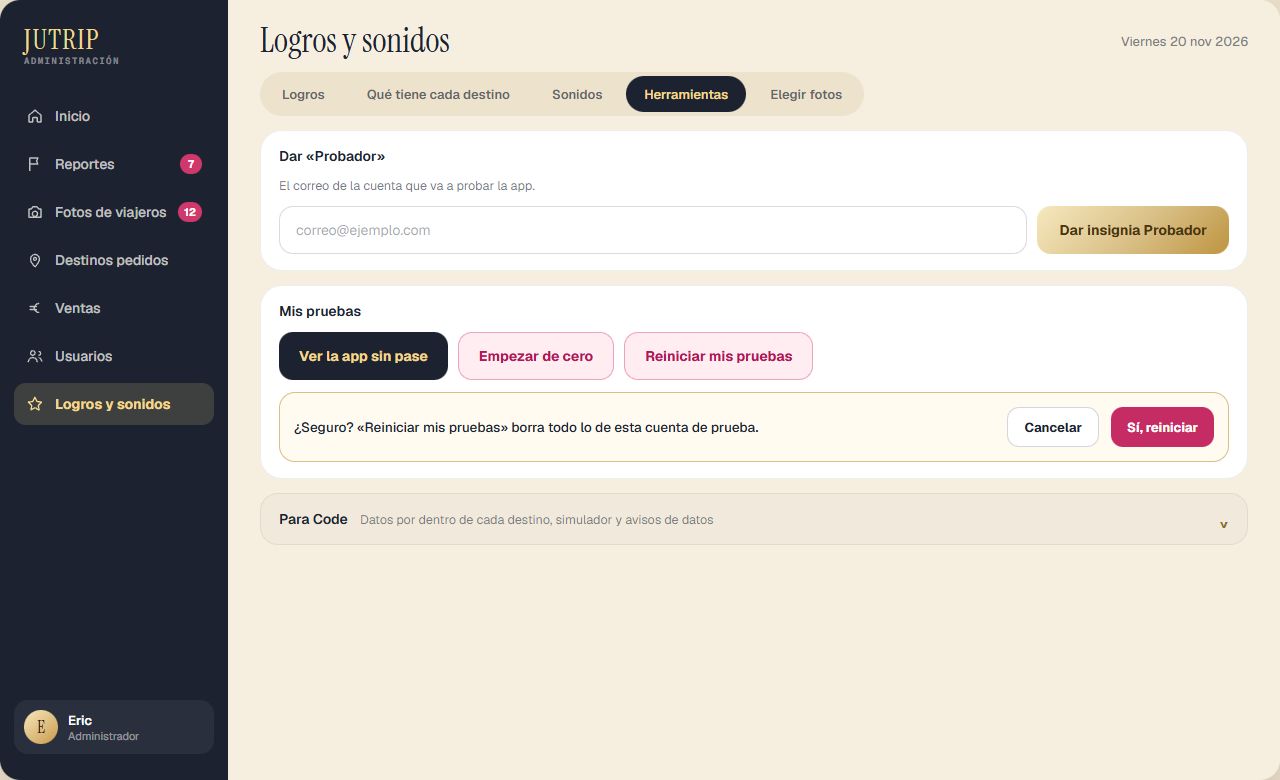 JUTRIP
ADMINISTRACIÓN
Inicio
Reportes 7
Fotos de viajeros 12
Destinos pedidos
Ventas
Usuarios
Logros y sonidos
E
Eric
Administrador
Logros y sonidos
Viernes 20 nov 2026
Logros Qué tiene cada destino Sonidos Herramientas Elegir fotos
Dar «Probador»
El correo de la cuenta que va a probar la app.
correo@ejemplo.com Dar insignia Probador
Mis pruebas
Ver la app sin pase Empezar de cero Reiniciar mis pruebas
¿Seguro? «Reiniciar mis pruebas» borra todo lo de esta cuenta de prueba. Cancelar Sí, reiniciar
Para Code Datos por dentro de cada destino, simulador y avisos de datos v